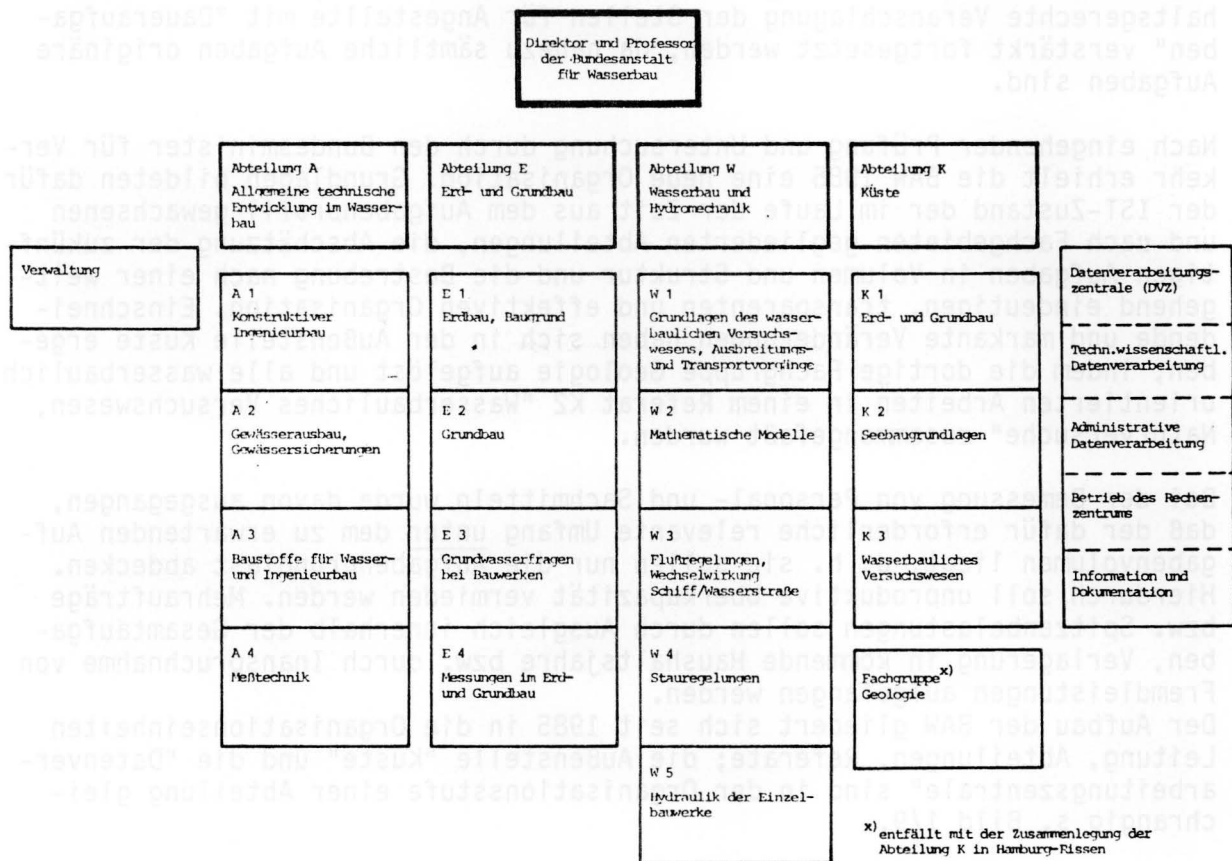 Direktor und Professor
der Bundesanstalt
für Wasserbau
Verwaltung
Abteilung A
Allgemeine technische
Entwicklung im Wasser-
bau
A 1
Konstruktiver
Ingenieurbau
A 2
Gewässerausbau,
Gewässersicherungen
A 3
Baustoffe für Wasser-
und Ingenieurbau
A 4
Meßtechnik
Abteilung E
Erd- und Grundbau
E 1
Erdbau, Baugrund
E 2
Grundbau
E 3
Grundwasserfragen
bei Bauwerken
E 4
Messungen im Erd-
und Grundbau
Abteilung W
Wasserbau und
Hydromechanik
W 1
Grundlagen des wasser-
baulichen Versuchs-
wesens, Ausbreitungs-
und Transportvorgänge
W 2
Mathematische Modelle
W 3
Flußregelungen,
Wechselwirkung
Schiff/Wasserstraße
W 4
Stauregelungen
W 5
Hydraulik der Einzel-
bauwerke
Abteilung K
Küste
K 1
Erd- und Grundbau
K 2
Seebaugrundlagen
K 3
Wasserbauliches
Versuchswesen
Fachgruppe x)
Geologie
Datenverarbeitungs-
zentrale (DVZ)
Techn.wissenschaftl.
Datenverarbeitung
Administrative
Datenverarbeitung
Betrieb des Rechen-
zentrums
Information und
Dokumentation
x) entfällt mit der Zusammenlegung der
Abteilung K in Hamburg-Rissen